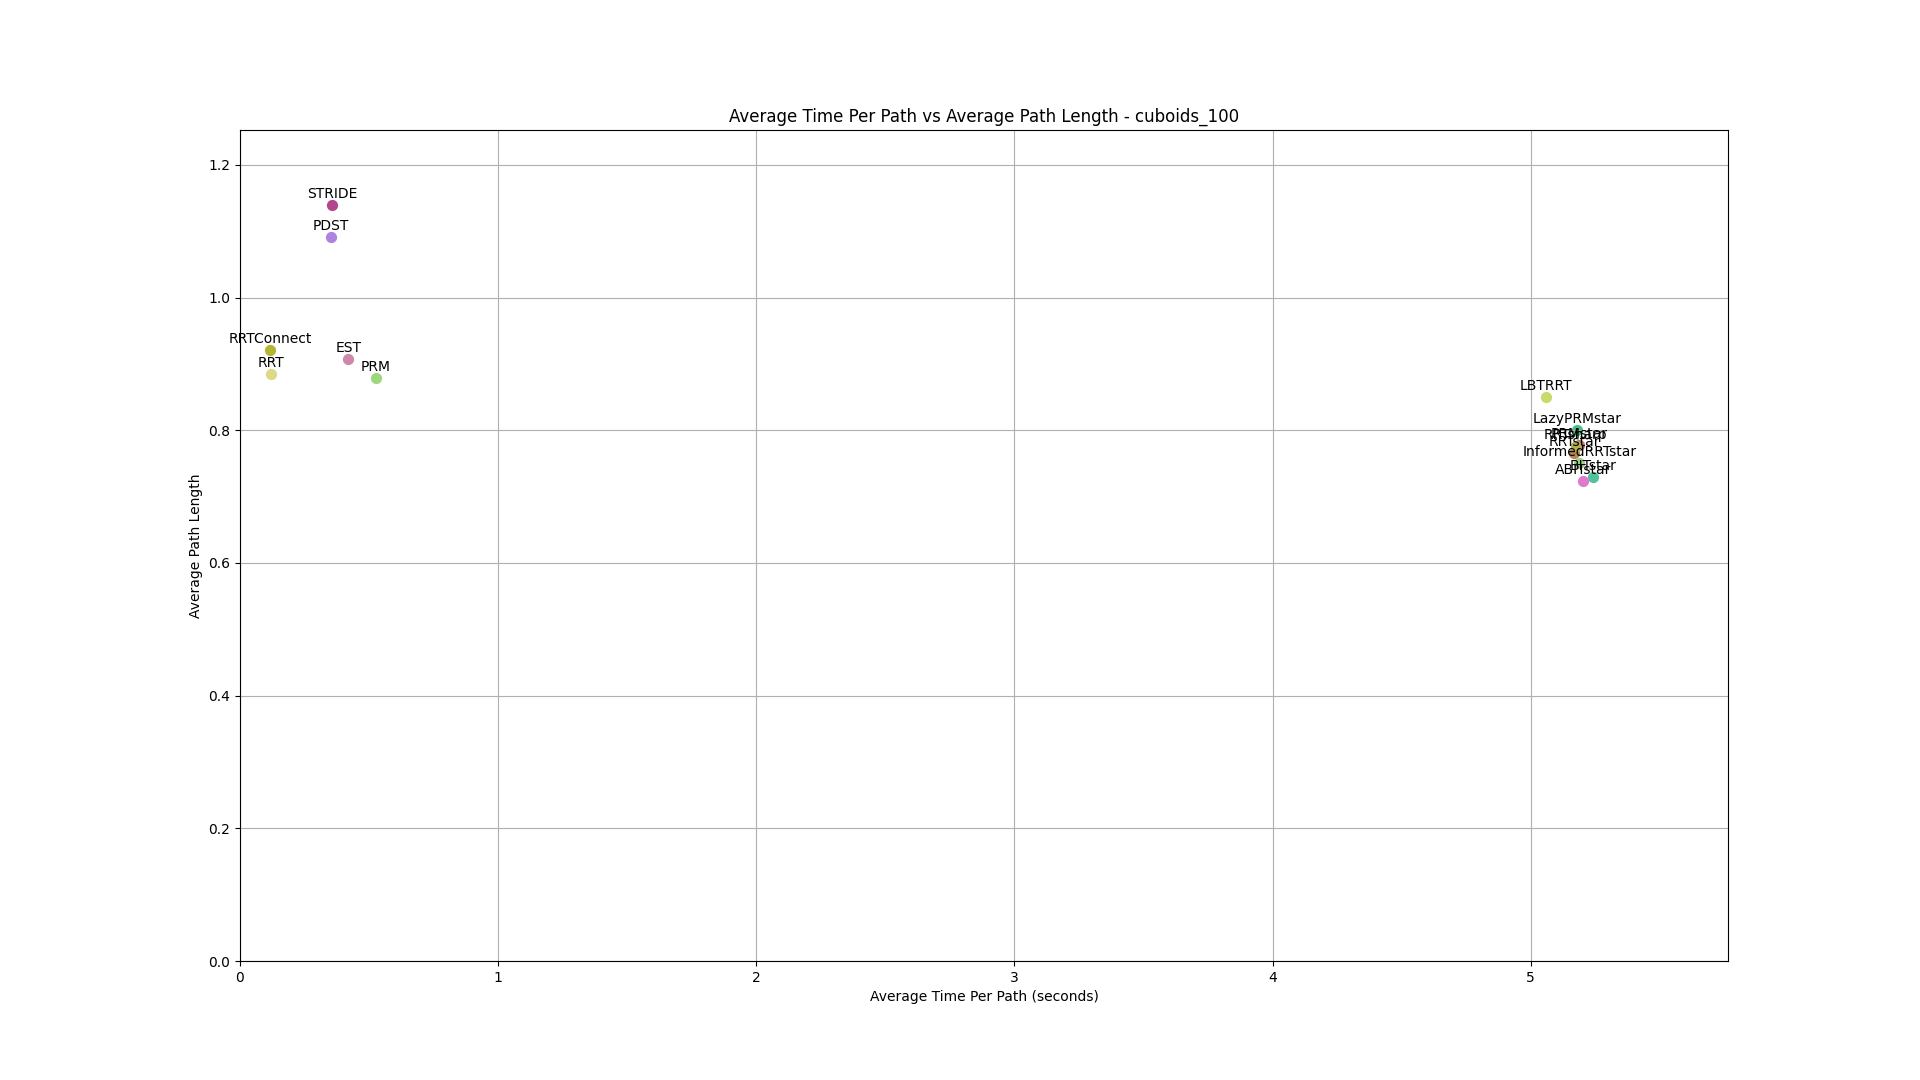 Average Time Per Path vs Average Path Length - cuboids_100
1.2
STRIDE
PDST
1.0
RRTConnect
EST
RRT
PRM
LBTRRT
LazyPRMstar
0.8
RRTstar
InformedRRTstar
BITstar
ABITstar
Average Path Length
0.6
0.4
0.2
0.0
0
1
2
3
4
5
Average Time Per Path (seconds)